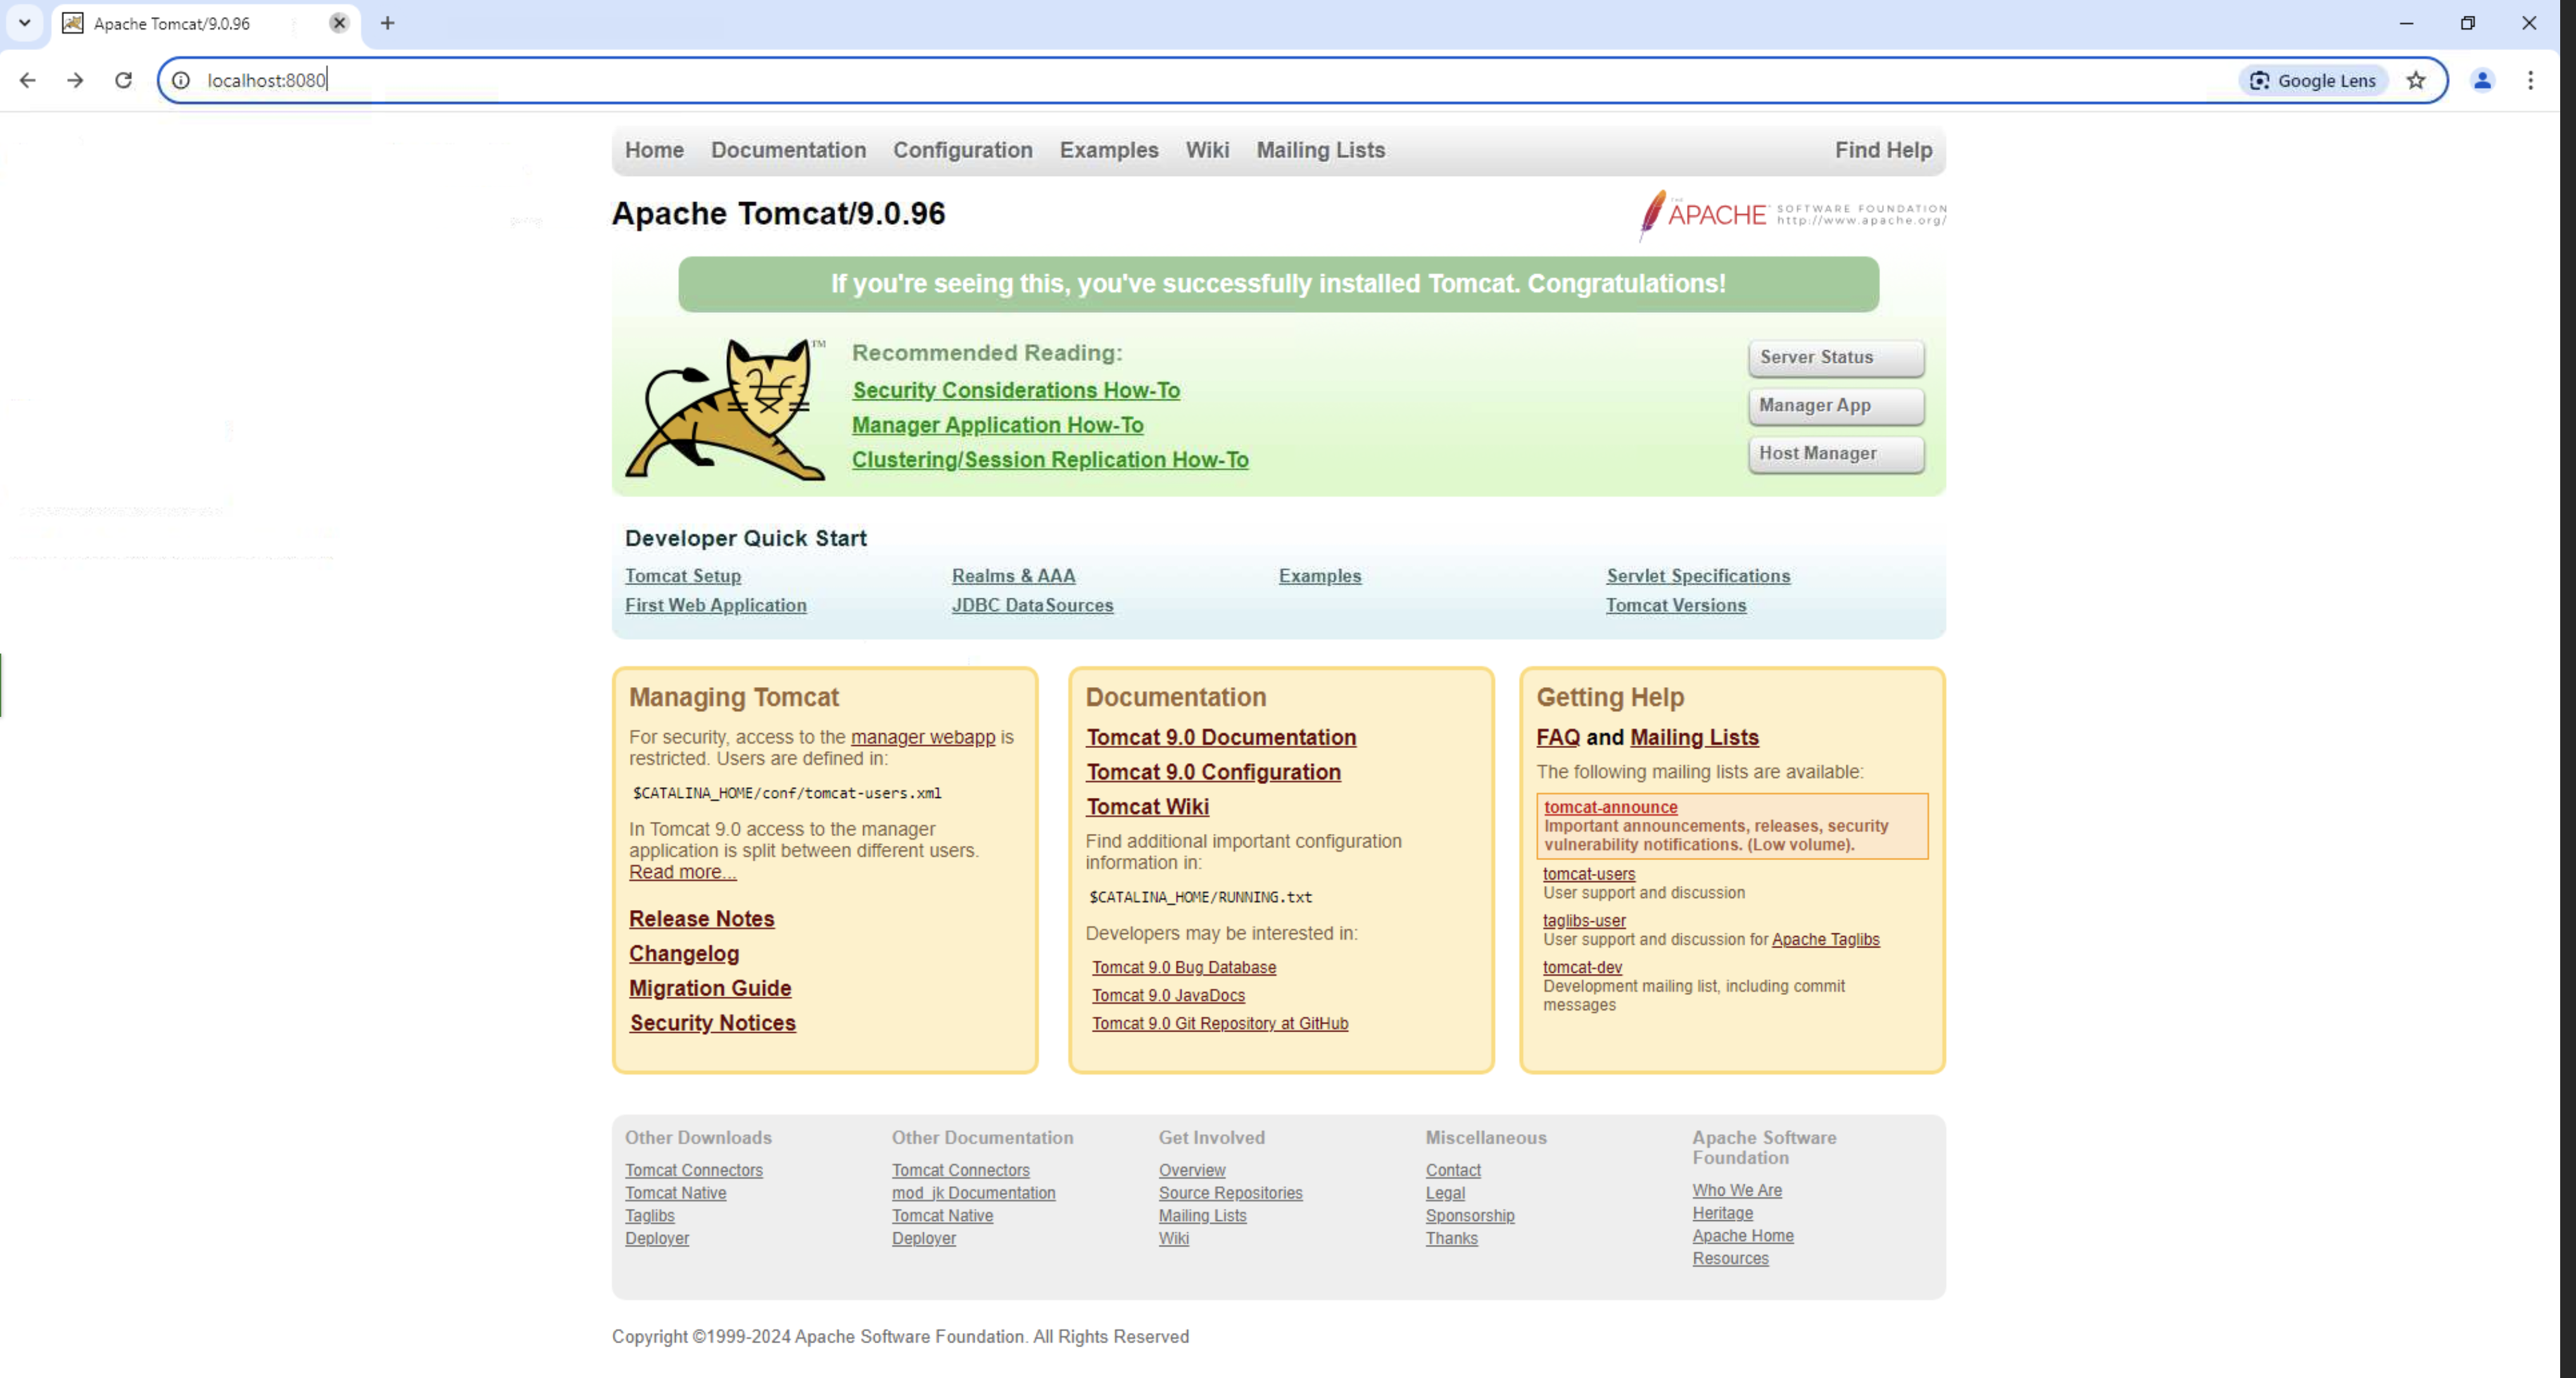 Apache Tomcat/9.0.96
localhost:8080
Google Lens
Home Documentation Configuration Examples Wiki Mailing Lists Find Help
Apache Tomcat/9.0.96
THE
APACHE SOFTWARE FOUNDATION
http://www.apache.org/
If you're seeing this, you've successfully installed Tomcat. Congratulations!
TM
Recommended Reading:
Security Considerations How-To
Manager Application How-To
Clustering/Session Replication How-To
Server Status
Manager App
Host Manager
Developer Quick Start
Tomcat Setup
First Web Application
Realms & AAA
JDBC DataSources
Examples
Servlet Specifications
Tomcat Versions
Managing Tomcat
For security, access to the manager webapp is
restricted. Users are defined in:
$CATALINA_HOME/conf/tomcat-users.xml
In Tomcat 9.0 access to the manager
application is split between different users.
Read more...
Release Notes
Changelog
Migration Guide
Security Notices
Documentation
Tomcat 9.0 Documentation
Tomcat 9.0 Configuration
Tomcat Wiki
Find additional important configuration
information in:
$CATALINA_HOME/RUNNING.txt
Developers may be interested in:
Tomcat 9.0 Bug Database
Tomcat 9.0 JavaDocs
Tomcat 9.0 Git Repository at GitHub
Getting Help
FAQ and Mailing Lists
The following mailing lists are available:
tomcat-announce
Important announcements, releases, security
vulnerability notifications. (Low volume).
tomcat-users
User support and discussion
taglibs-user
User support and discussion for Apache Taglibs
tomcat-dev
Development mailing list, including commit
messages
Other Downloads
Tomcat Connectors
Tomcat Native
Taglibs
Deployer
Other Documentation
Tomcat Connectors
mod_jk Documentation
Tomcat Native
Deployer
Get Involved
Overview
Source Repositories
Mailing Lists
Wiki
Miscellaneous
Contact
Legal
Sponsorship
Thanks
Apache Software
Foundation
Who We Are
Heritage
Apache Home
Resources
Copyright ©1999-2024 Apache Software Foundation. All Rights Reserved